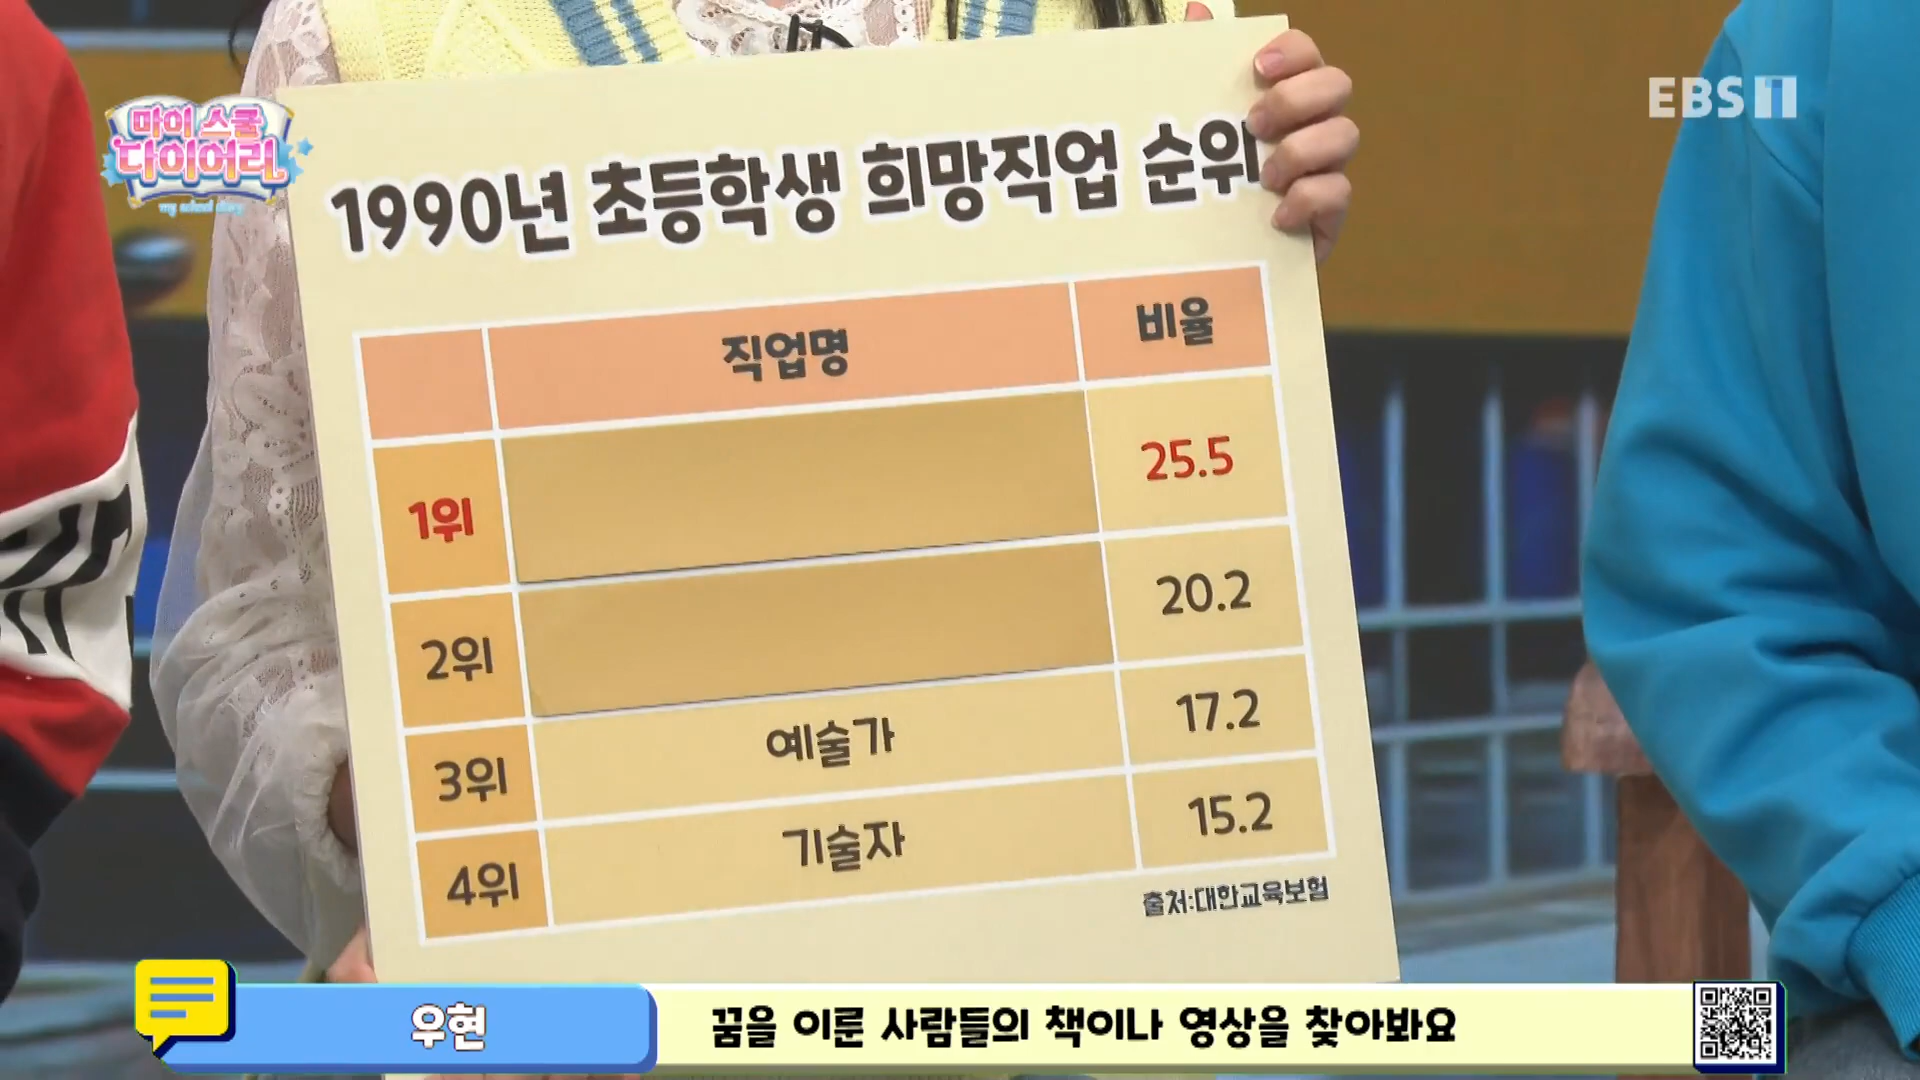 마이 스쿨
다이어리
my school diary
EBS 1
1990년 초등학생 희망직업 순위
직업명 비율
1위 25.5
2위 20.2
3위 예술가 17.2
4위 기술자 15.2
출처:대한교육보험
우현 꿈을 이룬 사람들의 책이나 영상을 찾아봐요